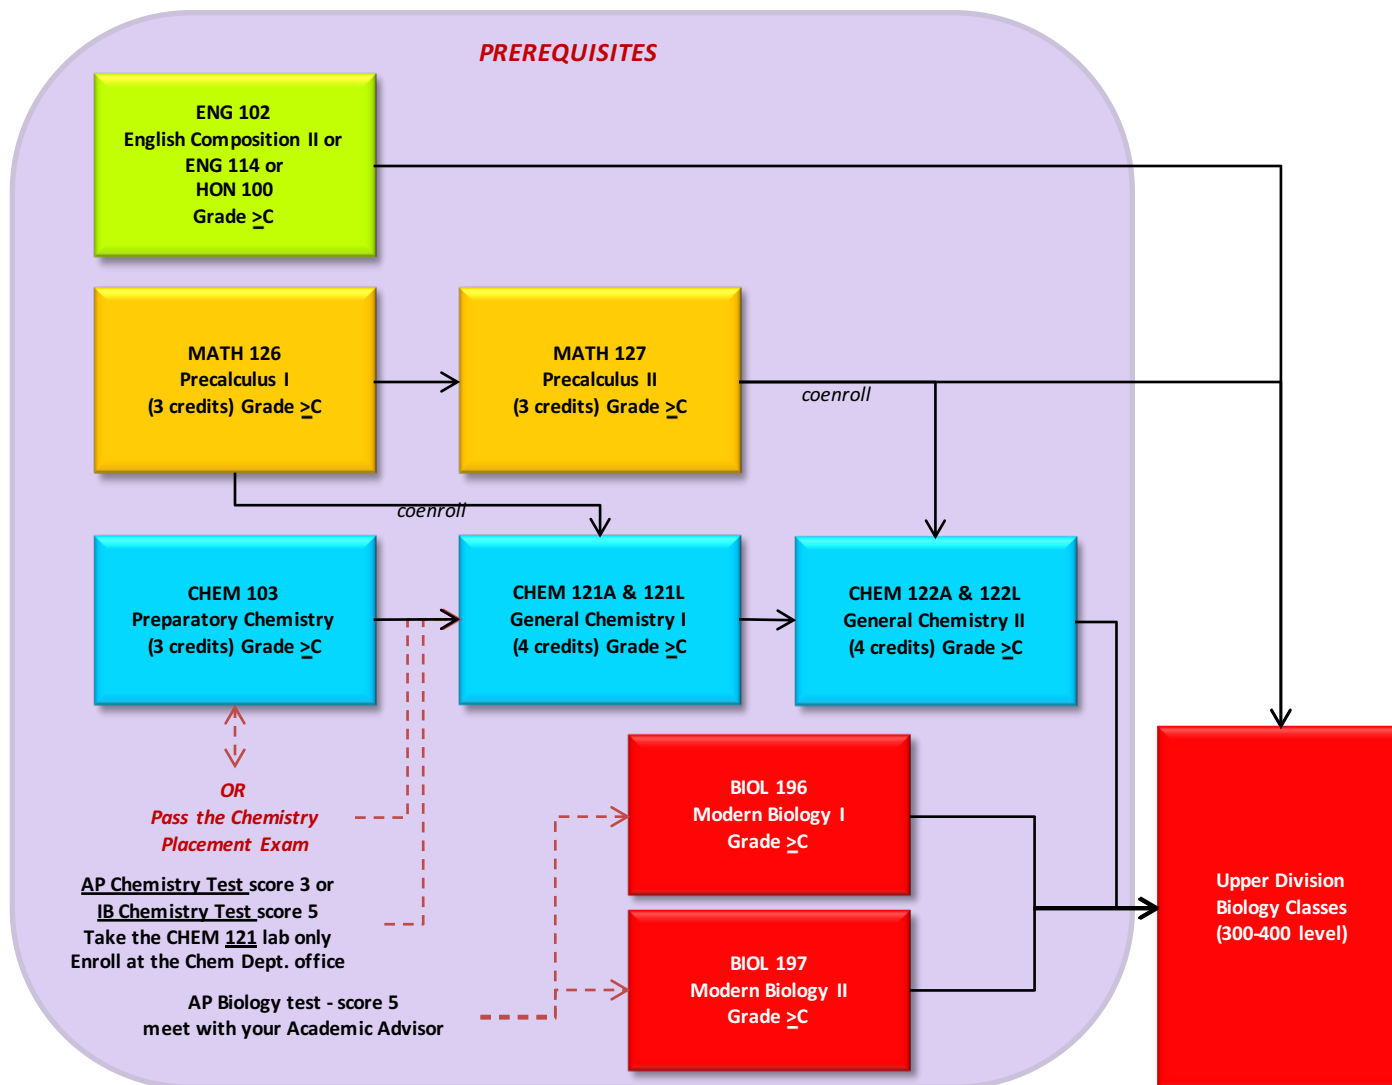 PREREQUISITES
ENG 102
English Composition II or
ENG 114 or
HON 100
Grade >C
MATH 126
Precalculus I
(3 credits) Grade >C
MATH 127
Precalculus II
(3 credits) Grade >C
coenroll
coenroll
CHEM 103
Preparatory Chemistry
(3 credits) Grade >C
CHEM 121A & 121L
General Chemistry I
(4 credits) Grade >C
CHEM 122A & 122L
General Chemistry II
(4 credits) Grade >C
OR
Pass the Chemistry
Placement Exam
AP Chemistry Test score 3 or
IB Chemistry Test score 5
Take the CHEM 121 lab only
Enroll at the Chem Dept. office
AP Biology test - score 5
meet with your Academic Advisor
BIOL 196
Modern Biology I
Grade >C
BIOL 197
Modern Biology II
Grade >C
Upper Division
Biology Classes
(300-400 level)